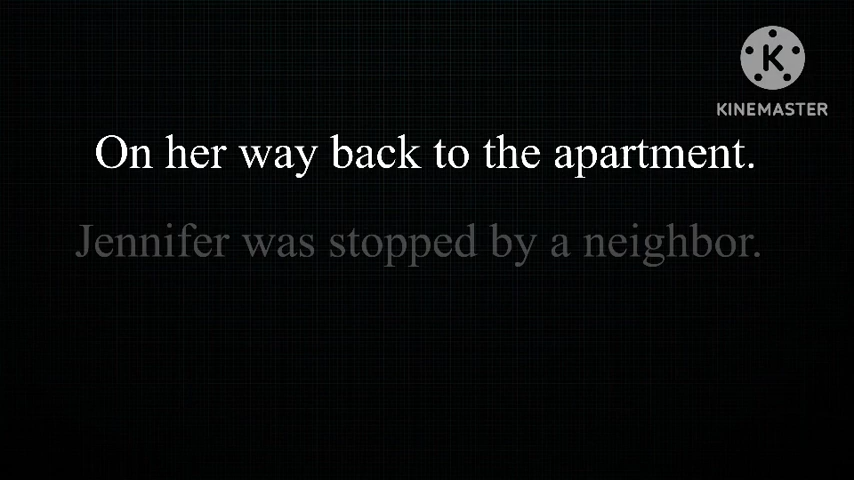 K
KINEMASTER
On her way back to the apartment.
Jennifer was stopped by a neighbor.